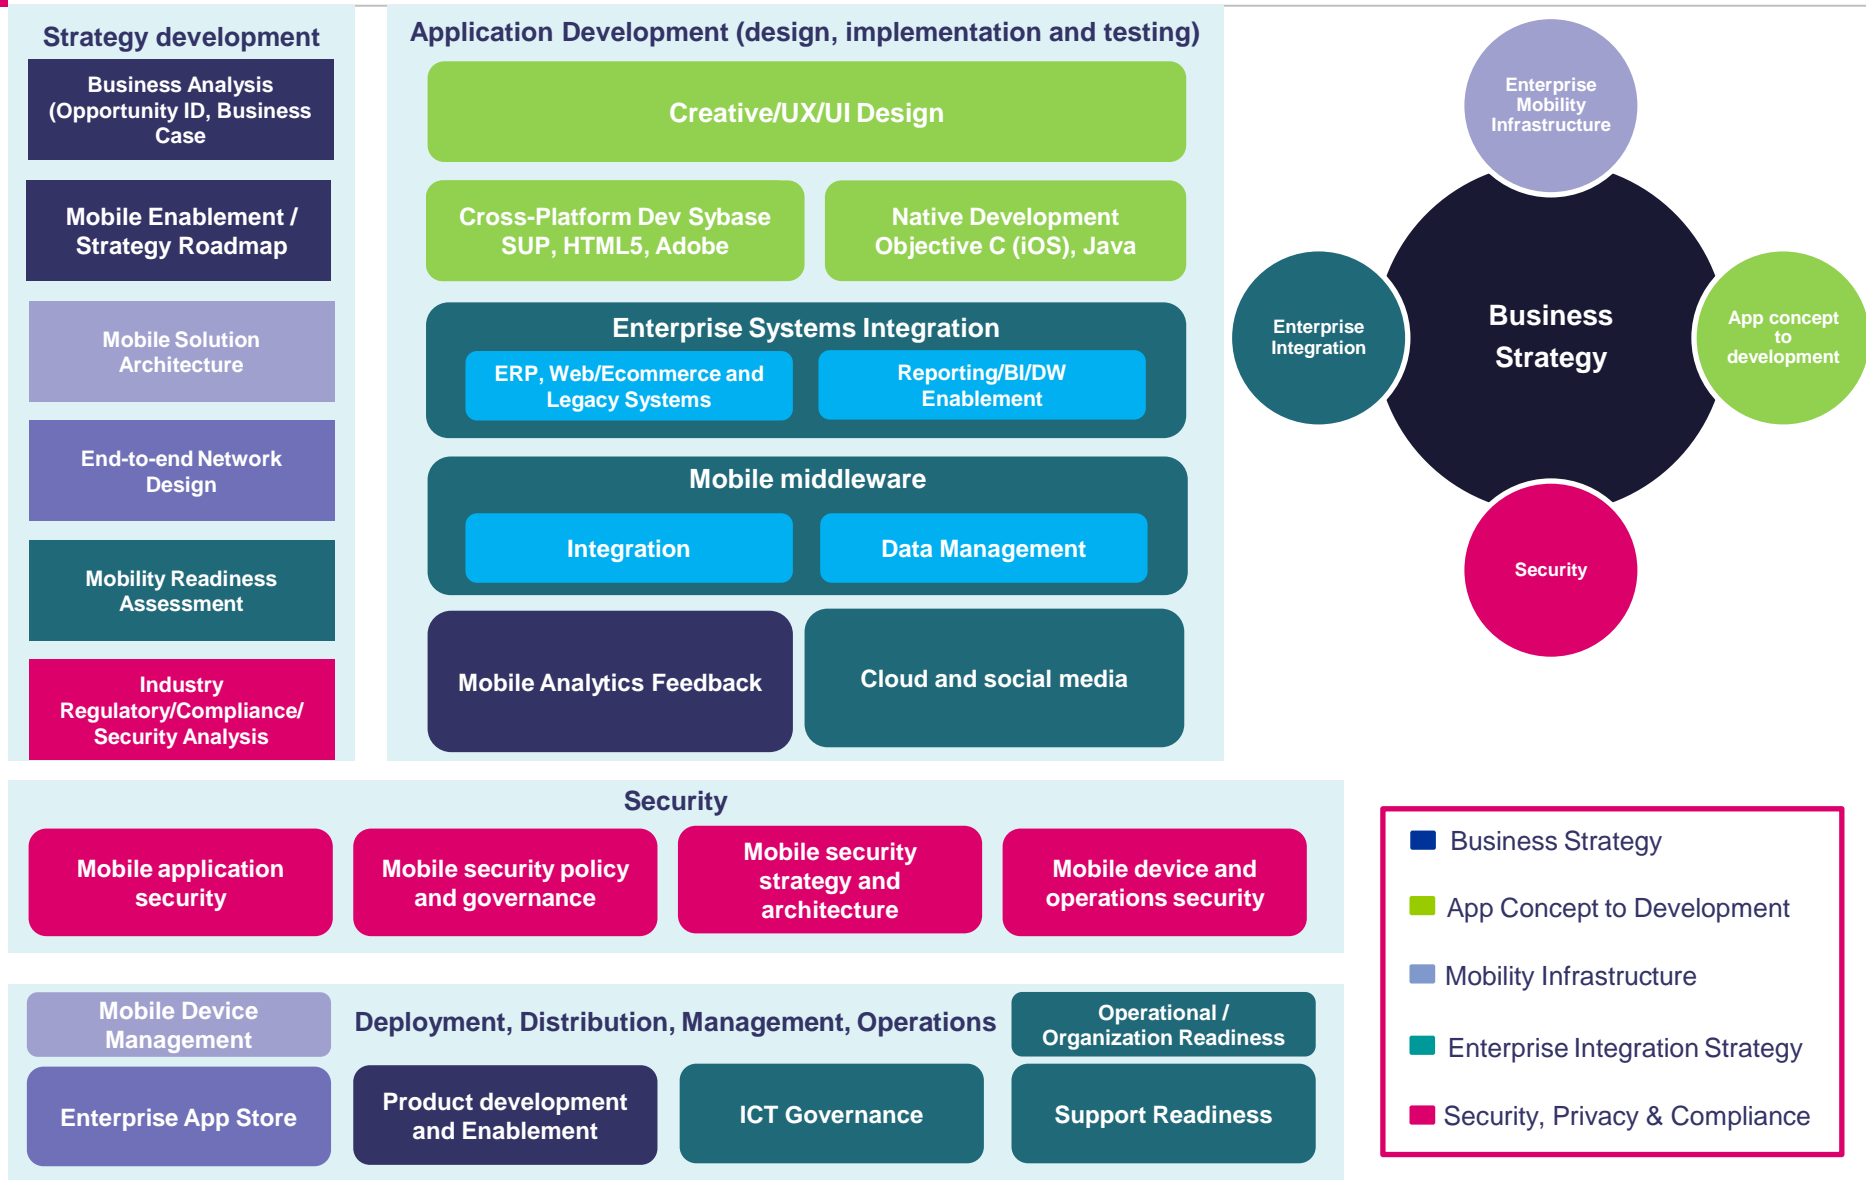 Strategy development
Business Analysis
(Opportunity ID, Business
Case
Mobile Enablement /
Strategy Roadmap
Mobile Solution
Architecture
End-to-end Network
Design
Mobility Readiness
Assessment
Industry
Regulatory/Compliance/
Security Analysis
Application Development (design, implementation and testing)
Creative/UX/UI Design
Cross-Platform Dev Sybase
SUP, HTML5, Adobe
Native Development
Objective C (iOS), Java
Enterprise Systems Integration
ERP, Web/Ecommerce and
Legacy Systems
Reporting/BI/DW
Enablement
Mobile middleware
Integration
Data Management
Mobile Analytics Feedback
Cloud and social media
Enterprise
Mobility
Infrastructure
Enterprise
Integration
Business
Strategy
App concept
to
development
Security
Security
Mobile application
security
Mobile security policy
and governance
Mobile security
strategy and
architecture
Mobile device and
operations security
Mobile Device
Management
Deployment, Distribution, Management, Operations
Operational /
Organization Readiness
Enterprise App Store
Product development
and Enablement
ICT Governance
Support Readiness
Business Strategy
App Concept to Development
Mobility Infrastructure
Enterprise Integration Strategy
Security, Privacy & Compliance